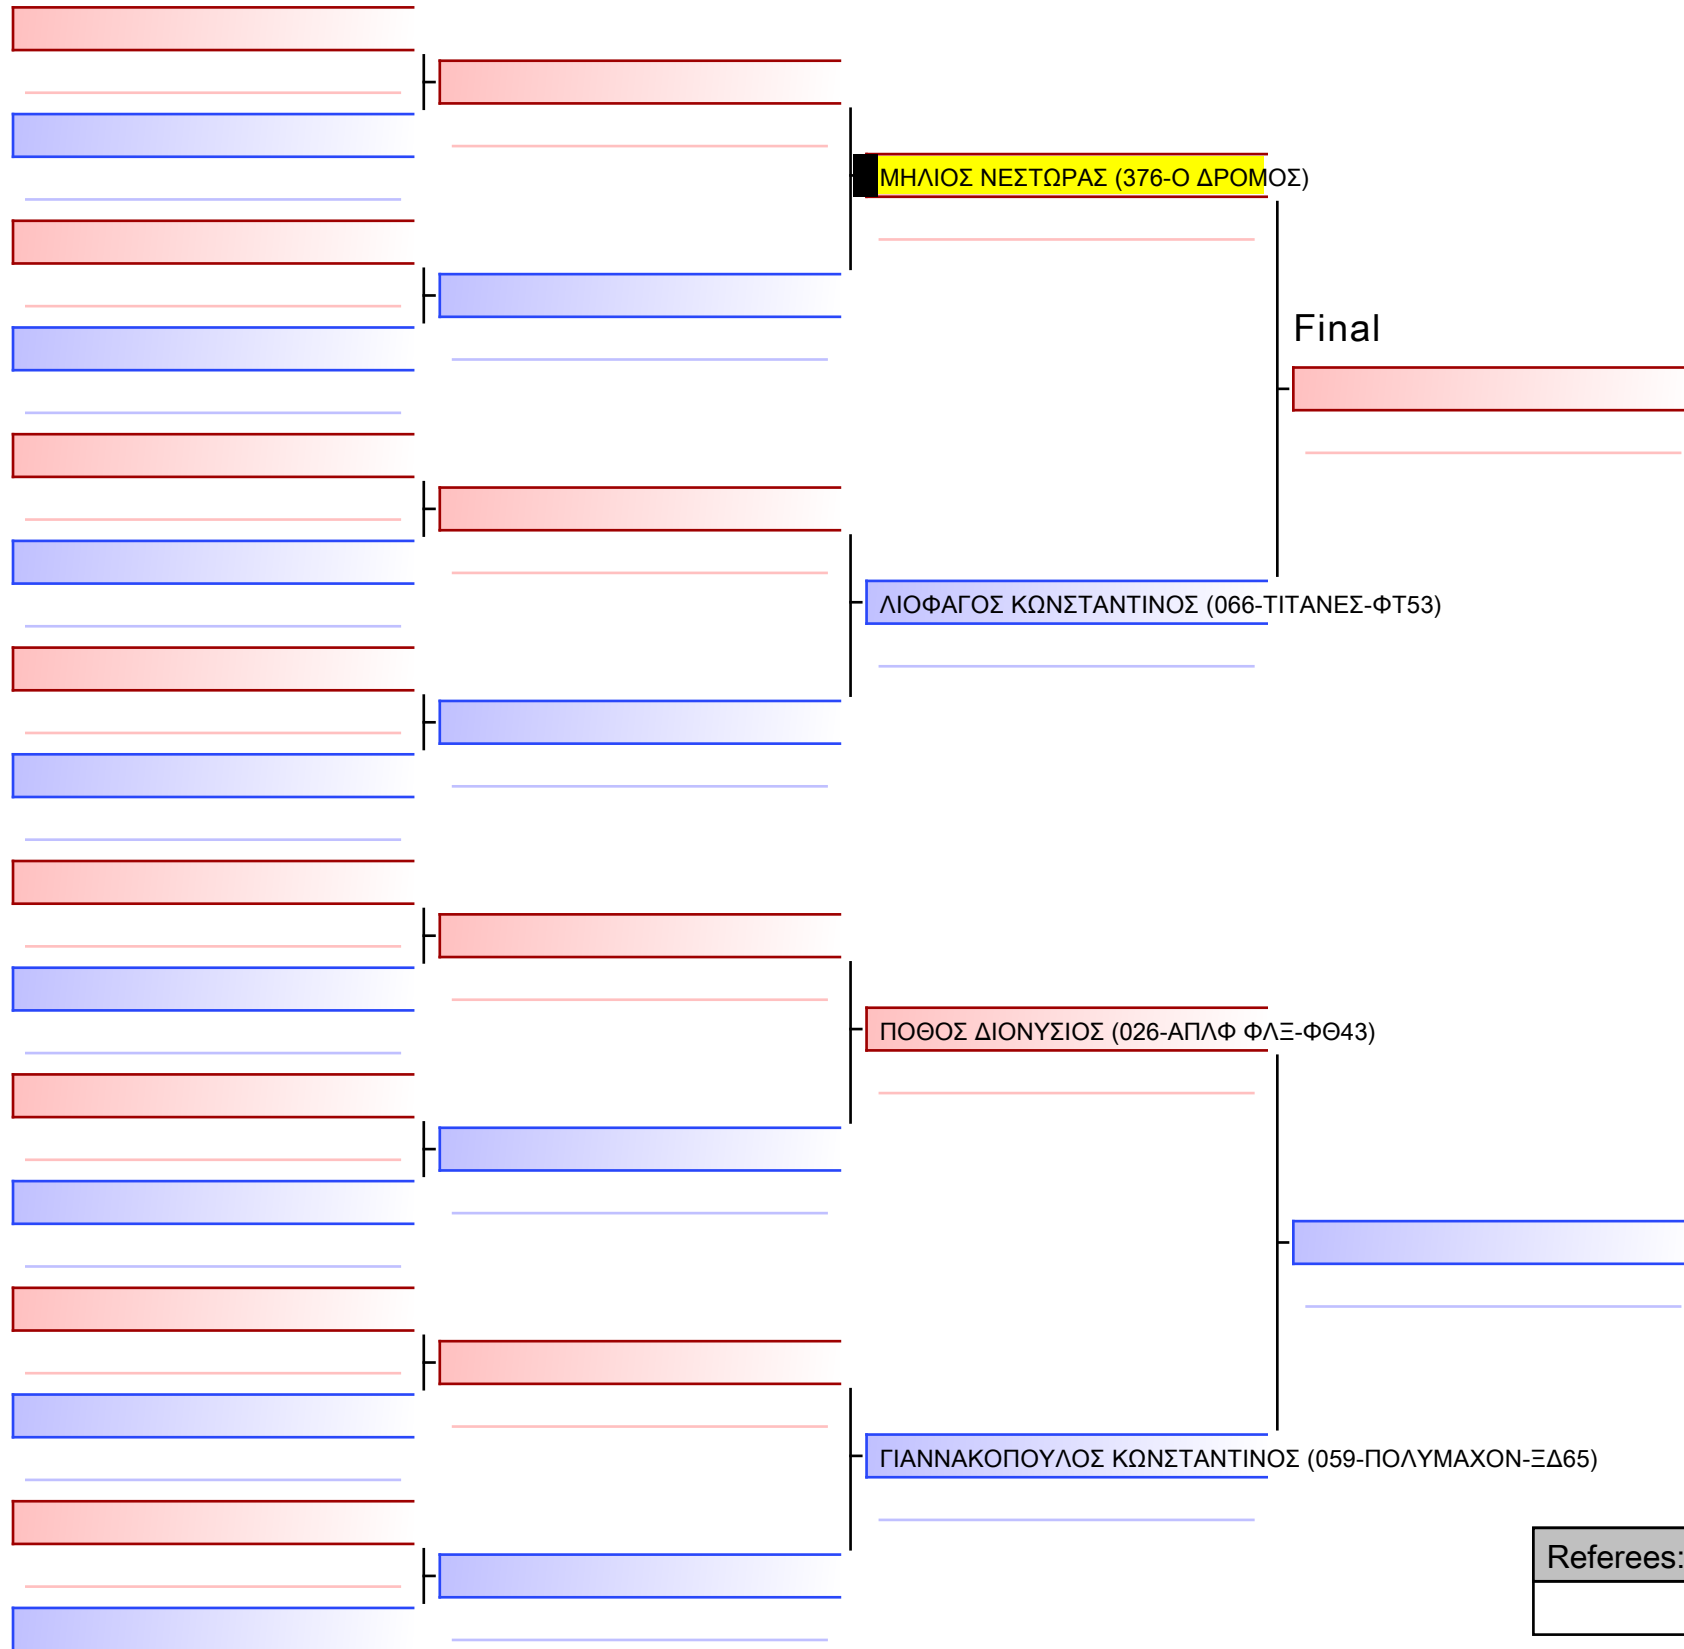 ΜΗΛΙΟΣ ΝΕΣΤΩΡΑΣ (376-Ο ΔΡΟΜΟΣ)
Final
ΛΙΟΦΑΓΟΣ ΚΩΝΣΤΑΝΤΙΝΟΣ (066-ΤΙΤΑΝΕΣ-ΦΤ53)
ΠΟΘΟΣ ΔΙΟΝΥΣΙΟΣ (026-ΑΠΛΦ ΦΛΞ-ΦΘ43)
ΓΙΑΝΝΑΚΟΠΟΥΛΟΣ ΚΩΝΣΤΑΝΤΙΝΟΣ (059-ΠΟΛΥΜΑΧΟΝ-ΞΔ65)
Referees: